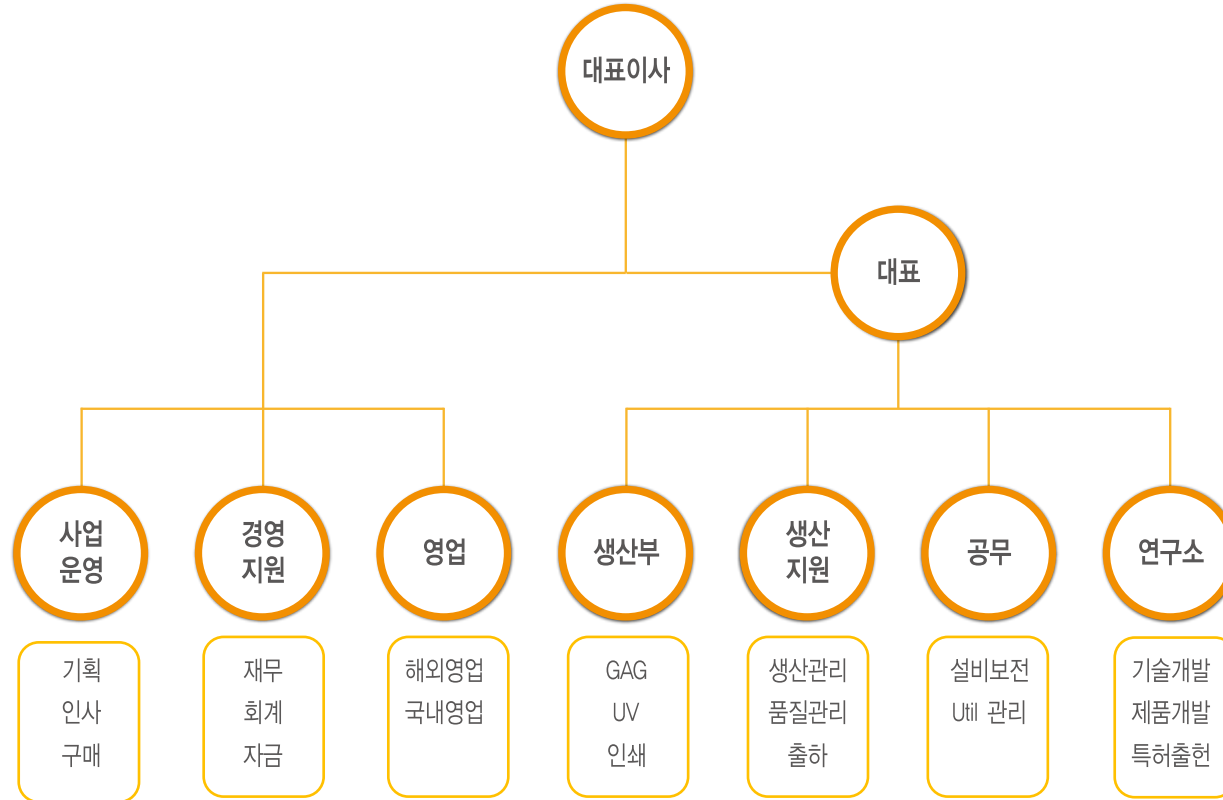 대표이사
대표
사업
운영
경영
지원
영업
생산부
생산
지원
공무
연구소
기획
인사
구매
재무
회계
자금
해외영업
국내영업
GAG
UV
인쇄
생산관리
품질관리
출하
설비보전
Util 관리
기술개발
제품개발
특허출헌